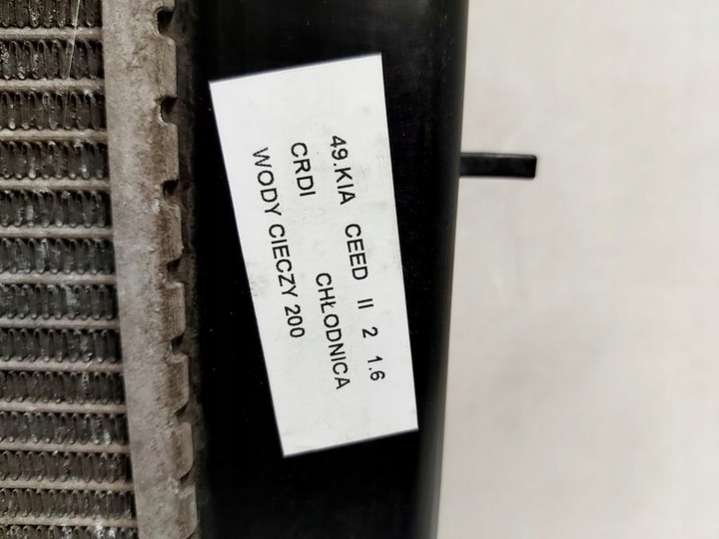 49.KIA CEED II 2 1.6
CRDI CHŁODNICA
WODY CIECZY 200